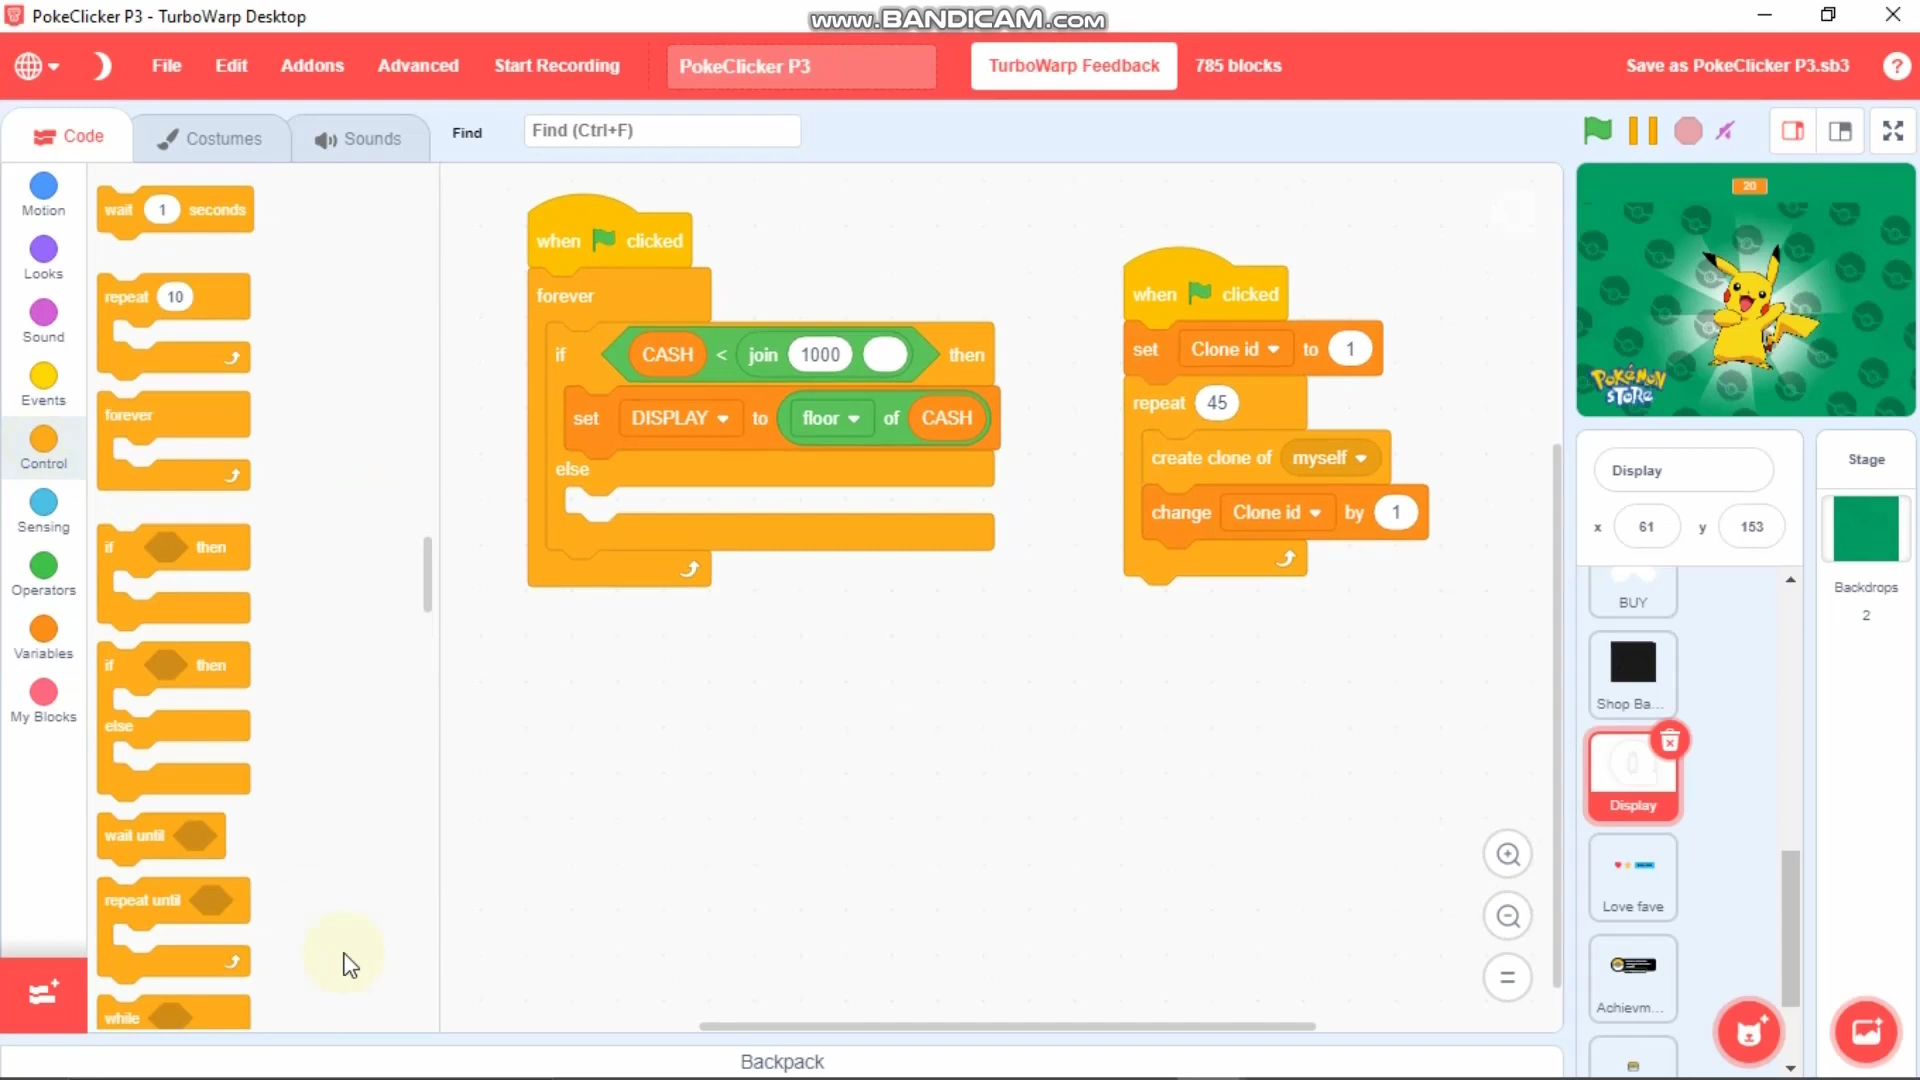 PokeClicker P3 - TurboWarp Desktop
www.BANDICAM.com
File Edit Addons Advanced Start Recording PokeClicker P3 TurboWarp Feedback 785 blocks Save as PokeClicker P3.sb3 ?
Code Costumes Sounds Find Find (Ctrl+F)
Motion
Looks
Sound
Events
Control
Sensing
Operators
Variables
My Blocks
wait 1 seconds
repeat 10
forever
if then
if then
else
wait until
repeat until
while
when clicked
forever
if CASH < join 1000 then
set DISPLAY to floor of CASH
else
when clicked
set Clone id to 1
repeat 45
create clone of myself
change Clone id by 1
20
POKéMON
STORE
Display
x 61 y 153
BUY
Shop Ba...
Display
Love fave
Achievm...
Stage
Backdrops
2
Backpack